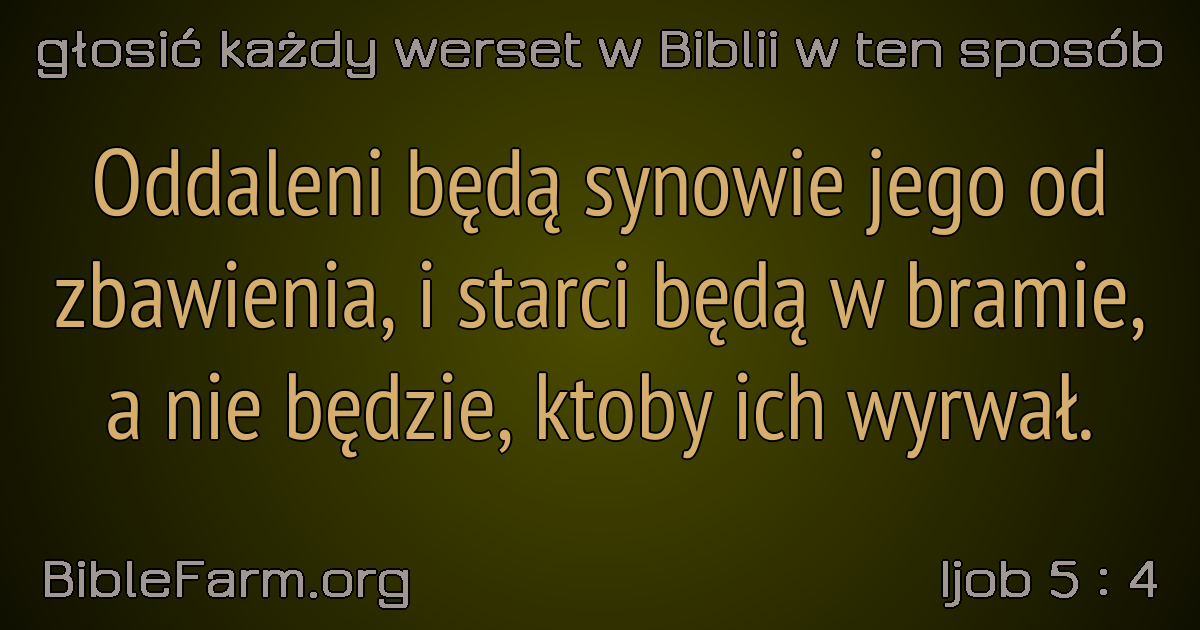 głosić każdy werset w Biblii w ten sposób
Oddaleni będą synowie jego od
zbawienia, i starci będą w bramie,
a nie będzie, ktoby ich wyrwał.
BibleFarm.org
Ijob 5 : 4